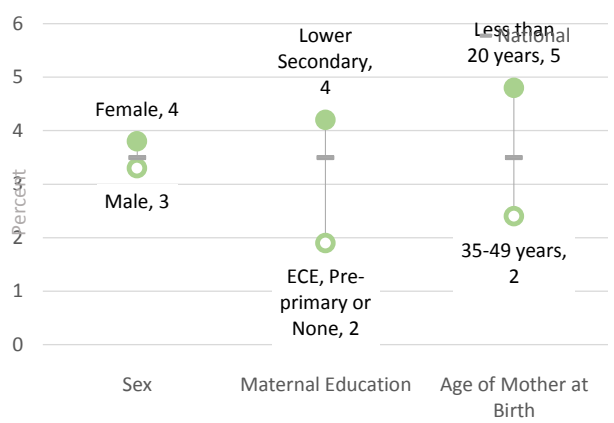 6
5
4
3
2
1
0
Percent
National
Female, 4
Male, 3
Lower
Secondary,
4
ECE, Pre-
primary or
None, 2
Less than
20 years, 5
35-49 years,
2
Sex
Maternal Education
Age of Mother at
Birth